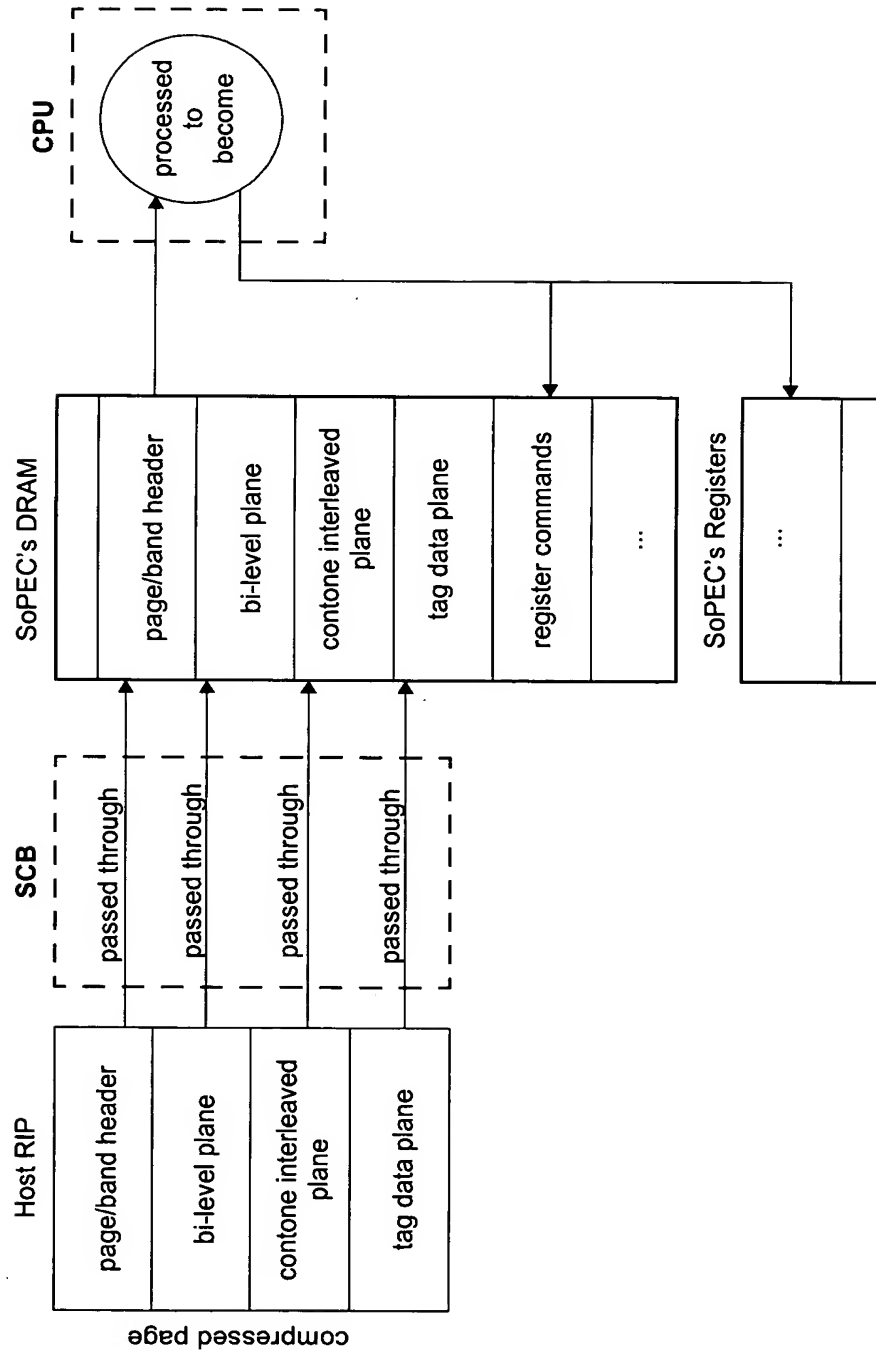 Host RIP
compressed page
page/band header
bi-level plane
contone interleaved
plane
tag data plane
SCB
passed through
passed through
passed through
passed through
SoPEC's DRAM
page/band header
bi-level plane
contone interleaved
plane
tag data plane
register commands
...
SoPEC's Registers
...
CPU
processed
to
become